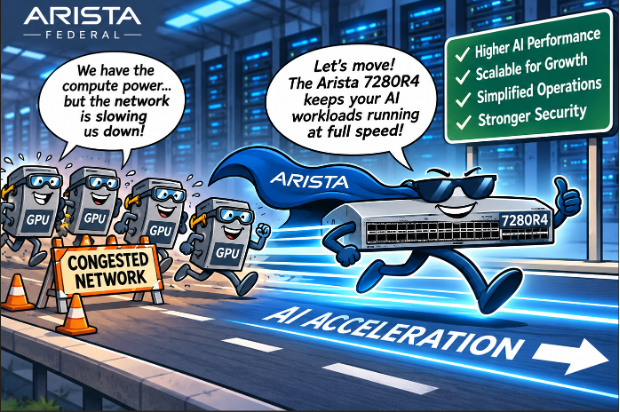 ARISTA
FEDERAL
We have the
compute power...
but the network
is slowing
us down!
Let's move!
The Arista 7280R4
keeps your AI
workloads running
at full speed!
✓ Higher AI Performance
✓ Scalable for Growth
✓ Simplified Operations
✓ Stronger Security
ARISTA
7280R4
GPU
GPU
GPU
GPU
CONGESTED
NETWORK
AI ACCELERATION